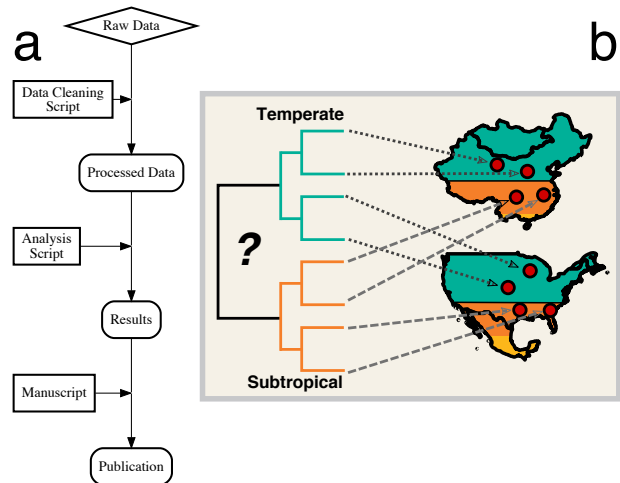 a
Raw Data
Data Cleaning
Script
Processed Data
Analysis
Script
Results
Manuscript
Publication
b
Temperate
?
Subtropical